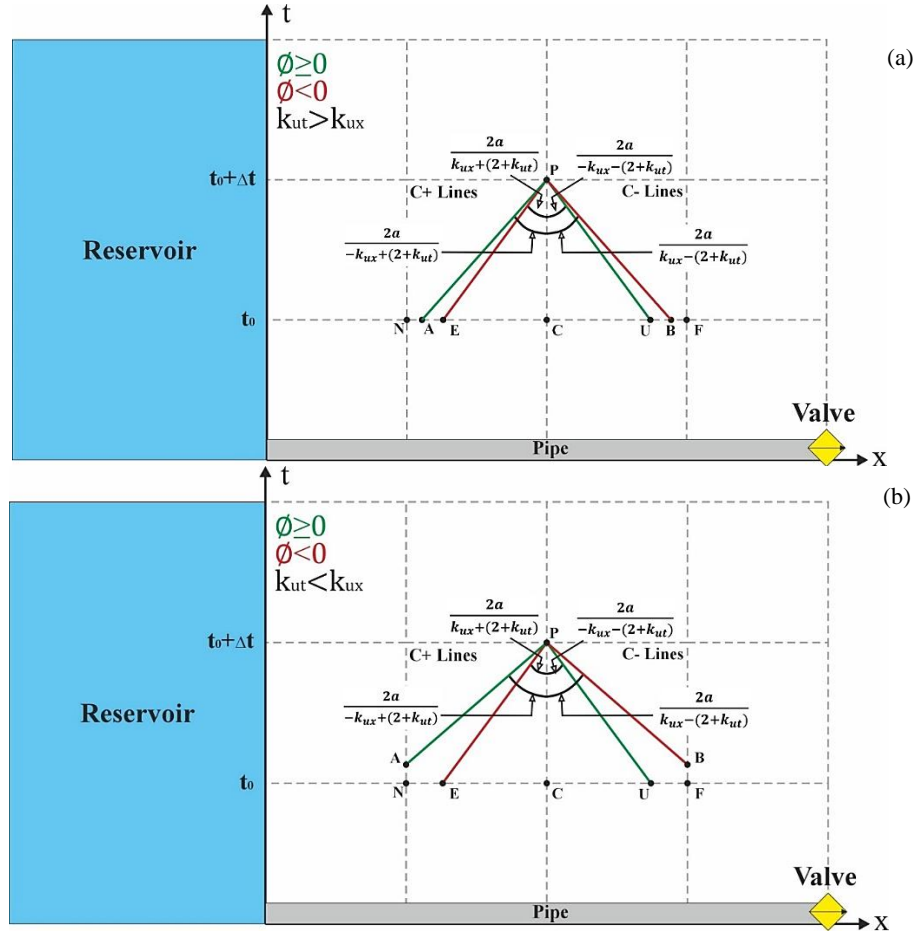 t
(a)
ϕ≥0
ϕ<0
kut>kux
2a/(kux+(2+kut))
2a/(-kux-(2+kut))
P
t0+Δt
C+ Lines
C- Lines
Reservoir
2a/(-kux+(2+kut))
2a/(kux-(2+kut))
t0
N A E C U B F
Valve
Pipe
X
t
(b)
ϕ≥0
ϕ<0
kut<kux
2a/(kux+(2+kut))
2a/(-kux-(2+kut))
P
t0+Δt
C+ Lines
C- Lines
Reservoir
2a/(-kux+(2+kut))
2a/(kux-(2+kut))
A B
t0
N E C U F
Valve
Pipe
X